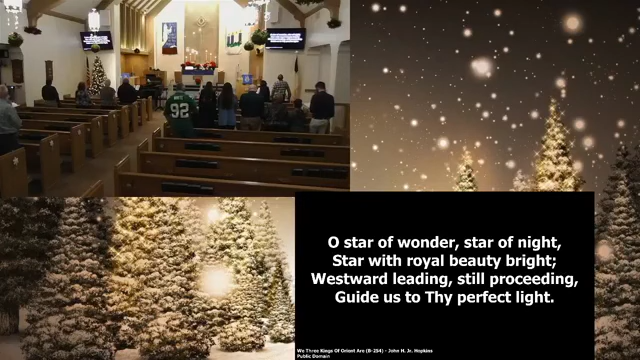 92
O star of wonder, star of night,
Star with royal beauty bright;
Westward leading, still proceeding,
Guide us to Thy perfect light.
We Three Kings Of Orient Are (B-254) - John H. Jr. Hopkins
Public Domain